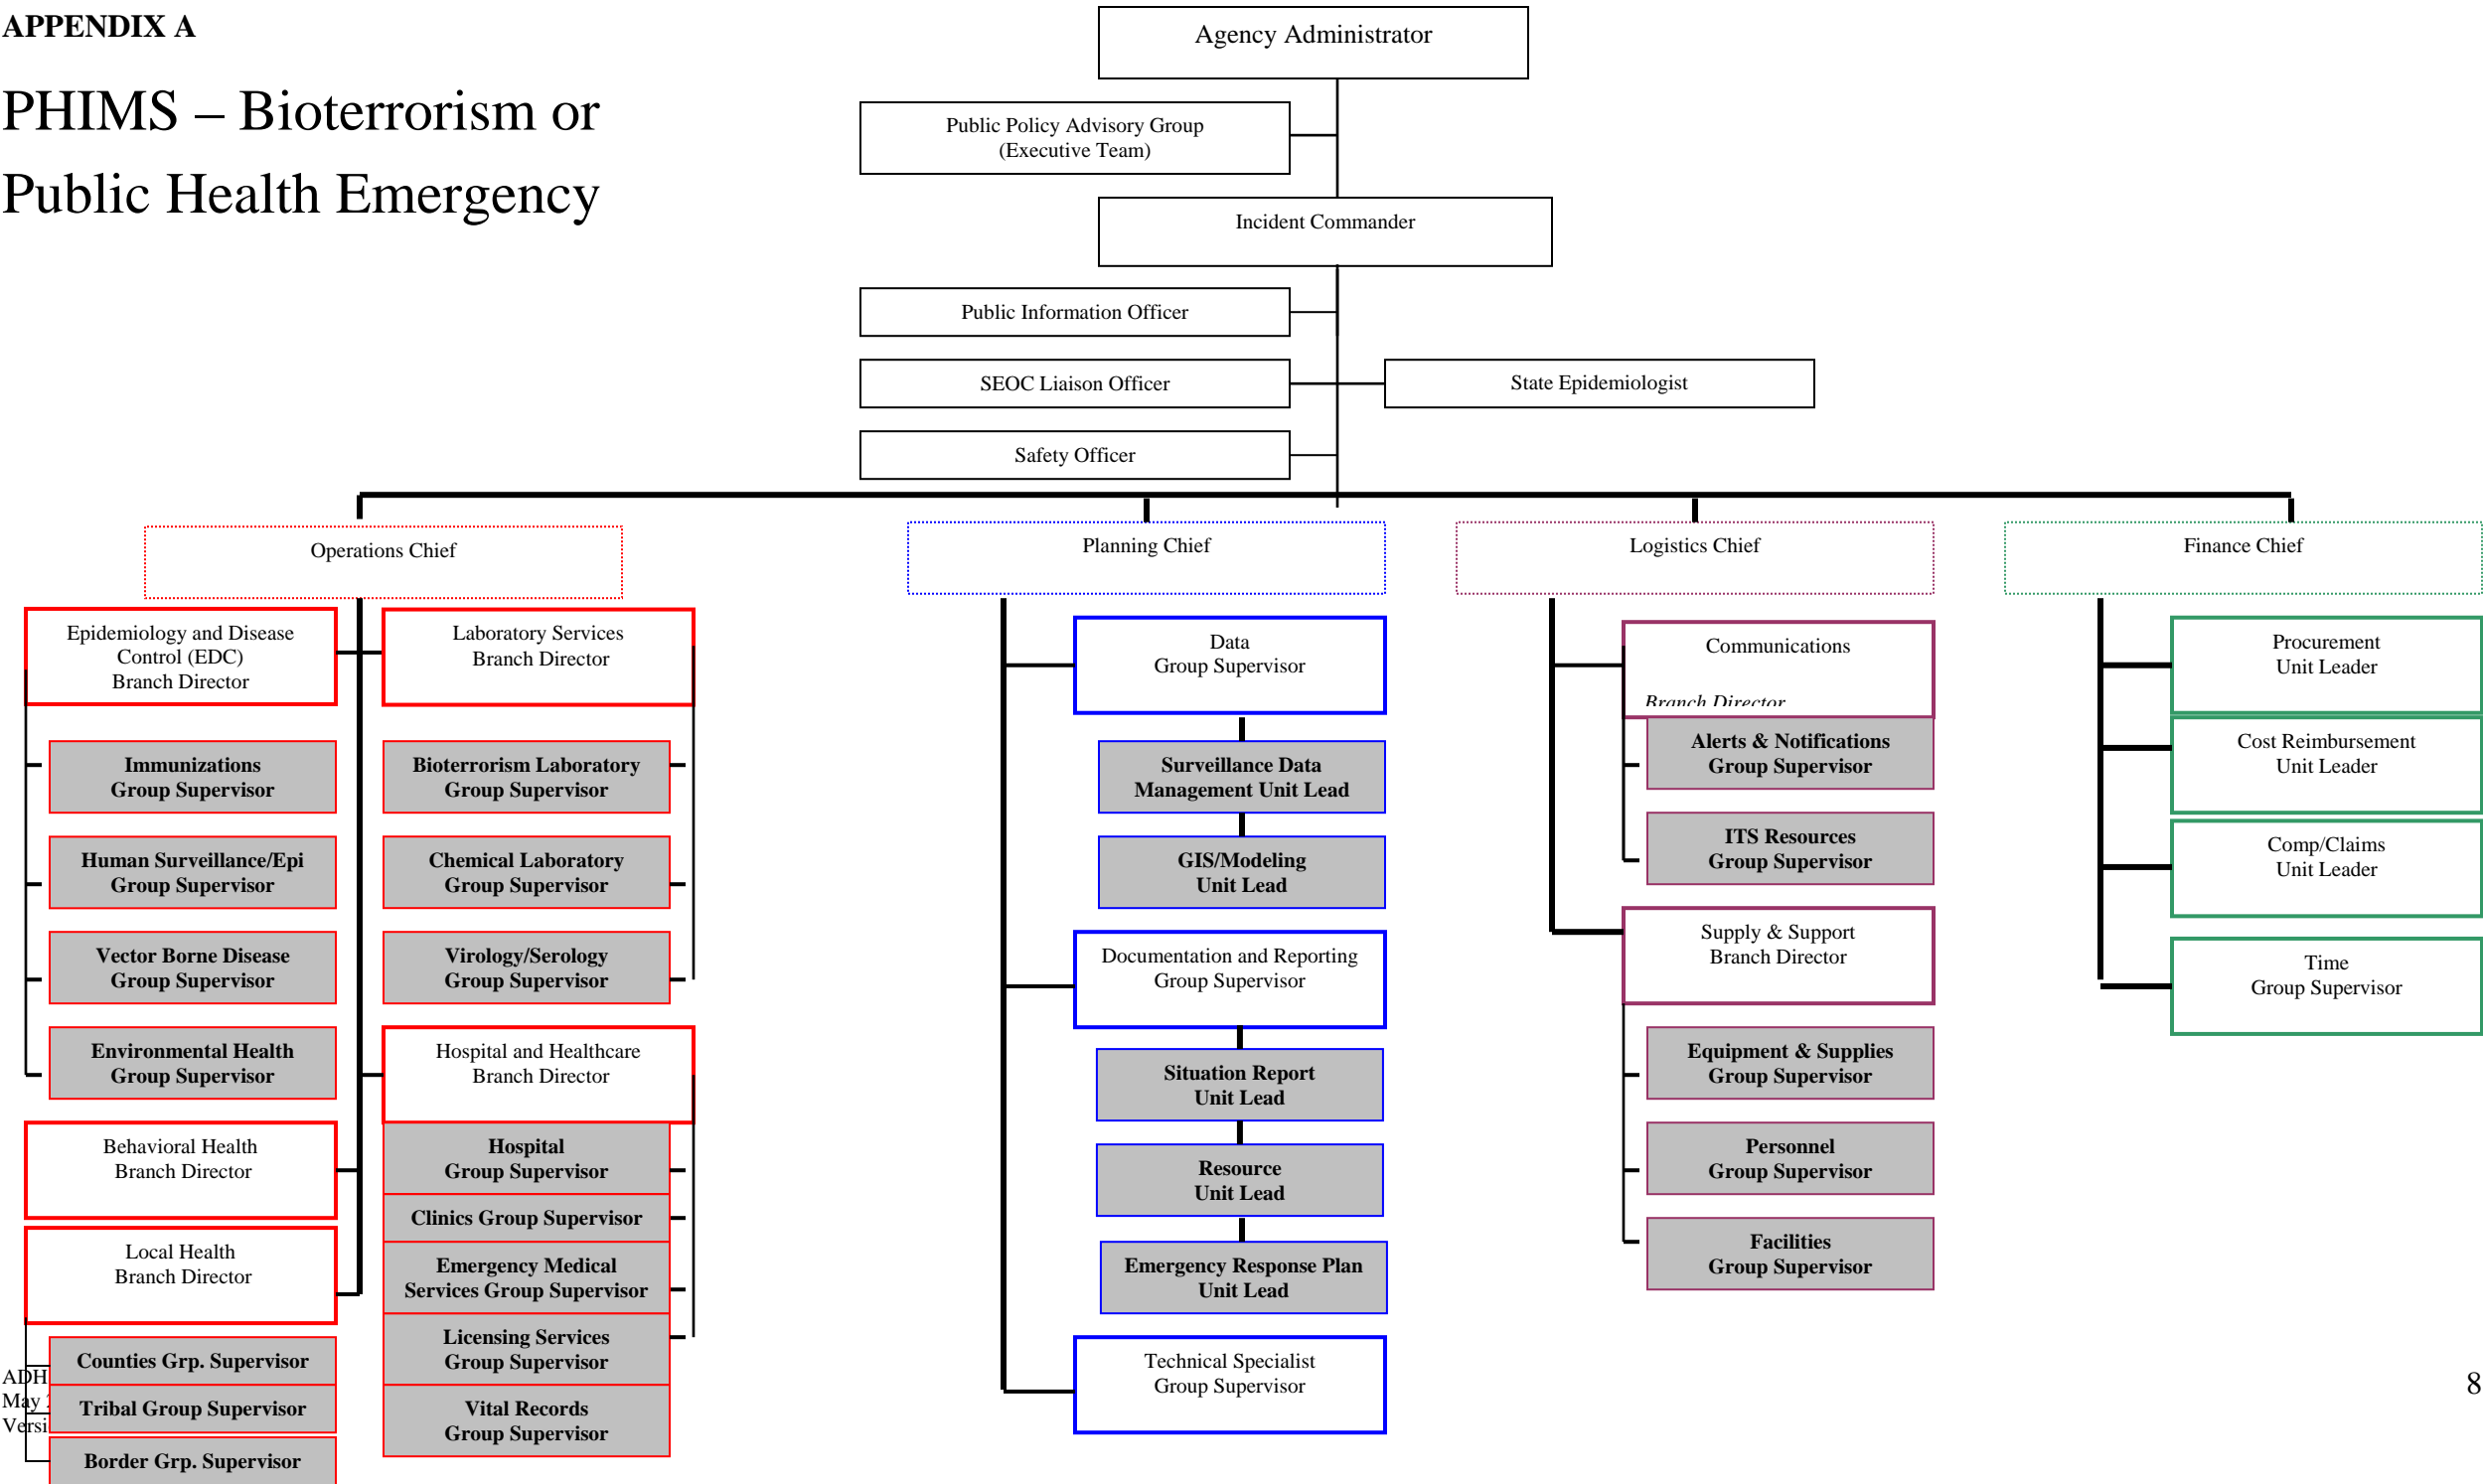 APPENDIX A
PHIMS – Bioterrorism or
Public Health Emergency
Agency Administrator
Public Policy Advisory Group
(Executive Team)
Incident Commander
Public Information Officer
SEOC Liaison Officer
State Epidemiologist
Safety Officer
Operations Chief
Epidemiology and Disease
Control (EDC)
Branch Director
Immunizations
Group Supervisor
Human Surveillance/Epi
Group Supervisor
Vector Borne Disease
Group Supervisor
Environmental Health
Group Supervisor
Behavioral Health
Branch Director
Local Health
Branch Director
Counties Grp. Supervisor
Tribal Group Supervisor
Border Grp. Supervisor
Laboratory Services
Branch Director
Bioterrorism Laboratory
Group Supervisor
Chemical Laboratory
Group Supervisor
Virology/Serology
Group Supervisor
Hospital and Healthcare
Branch Director
Hospital
Group Supervisor
Clinics Group Supervisor
Emergency Medical
Services Group Supervisor
Licensing Services
Group Supervisor
Vital Records
Group Supervisor
Planning Chief
Data
Group Supervisor
Surveillance Data
Management Unit Lead
GIS/Modeling
Unit Lead
Documentation and Reporting
Group Supervisor
Situation Report
Unit Lead
Resource
Unit Lead
Emergency Response Plan
Unit Lead
Technical Specialist
Group Supervisor
Logistics Chief
Communications
Branch Director
Alerts & Notifications
Group Supervisor
ITS Resources
Group Supervisor
Supply & Support
Branch Director
Equipment & Supplies
Group Supervisor
Personnel
Group Supervisor
Facilities
Group Supervisor
Finance Chief
Procurement
Unit Leader
Cost Reimbursement
Unit Leader
Comp/Claims
Unit Leader
Time
Group Supervisor
ADH
May
Versi
8